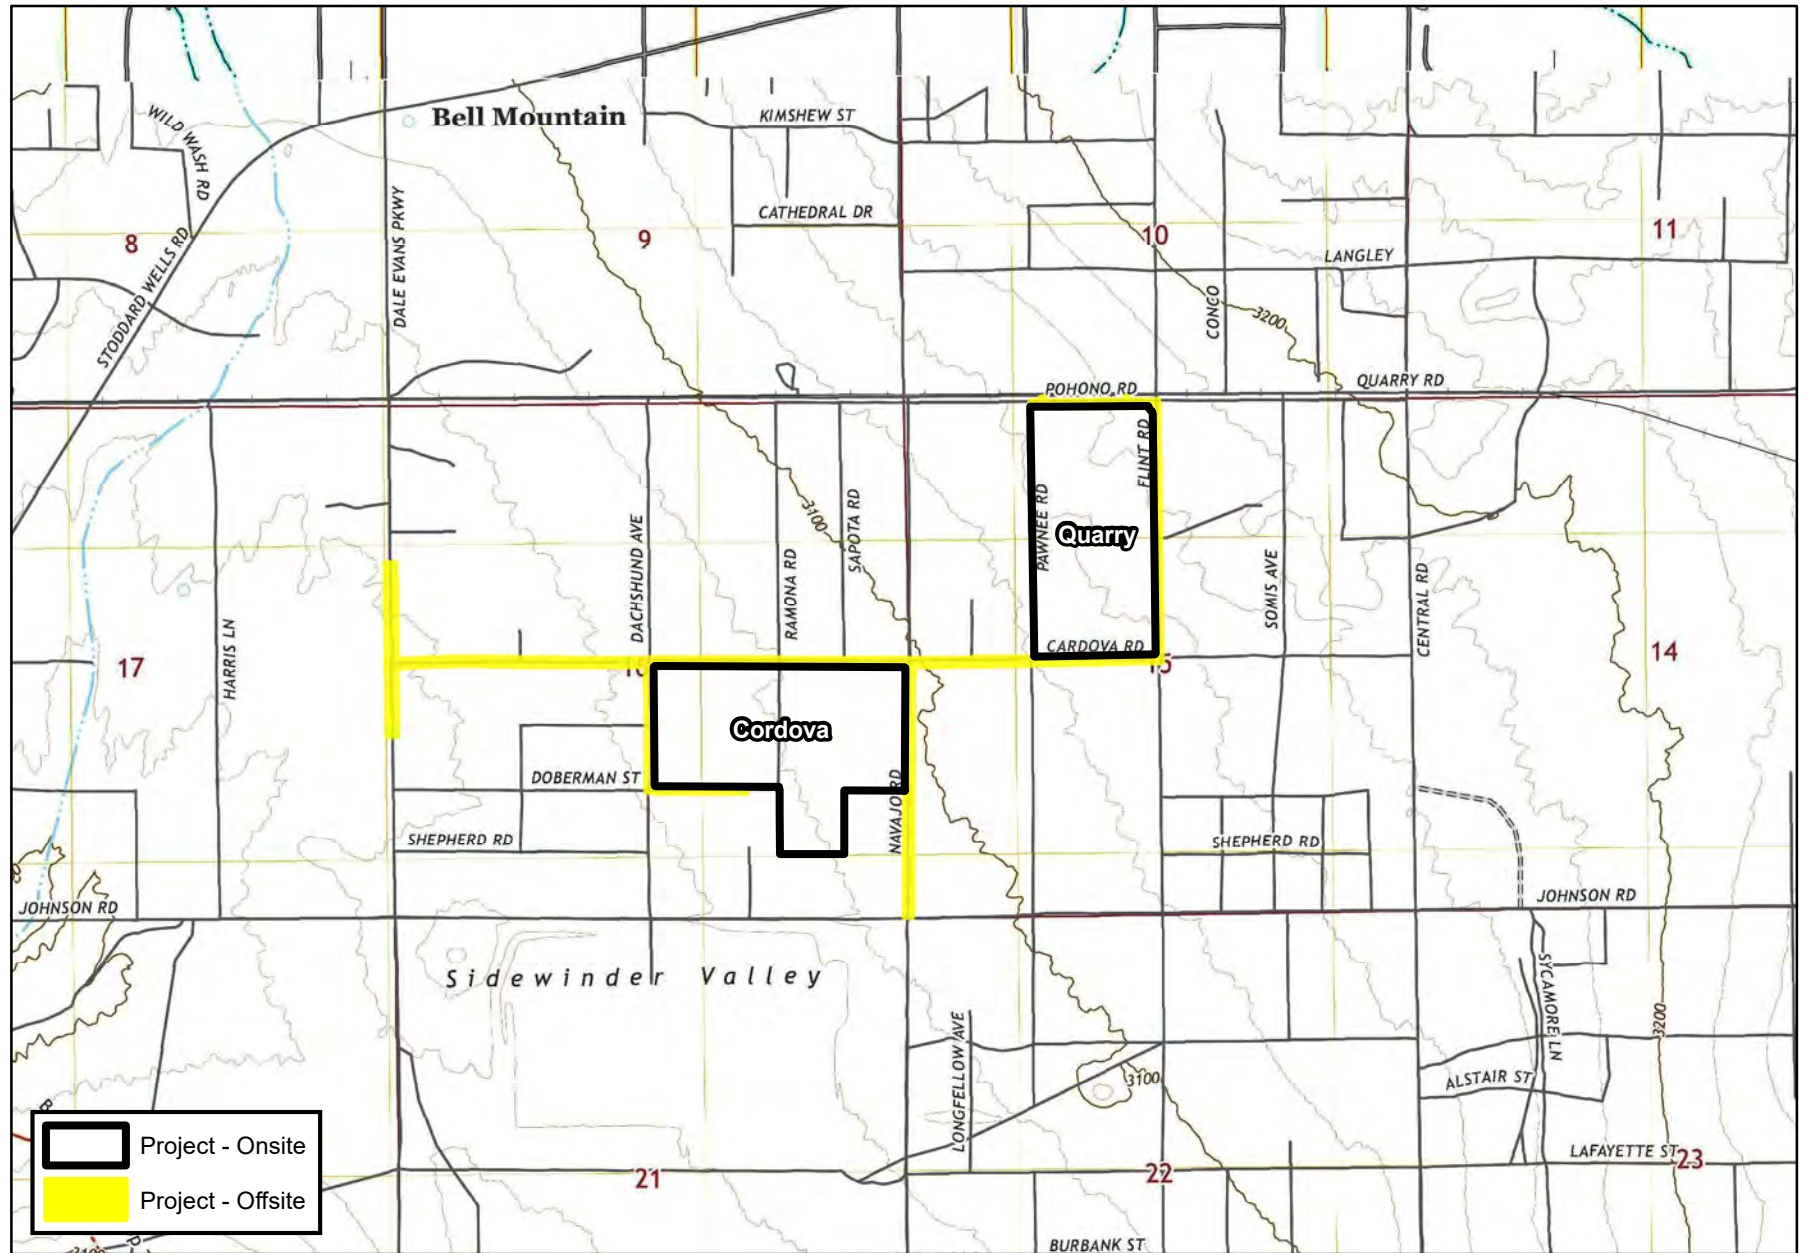 Bell Mountain
KIMSHEW ST
WILD WASH RD
CATHEDRAL DR
DALE EVANS PKWY
STODDARD WELLS RD
8
9
10
11
LANGLEY
CONCO
3200
POHONO RD
QUARRY RD
FLINT RD
PAWNEE RD
Quarry
3100
SAPOTA RD
DACHSHUND AVE
RAMONA RD
SOMIS AVE
CENTRAL RD
HARRIS LN
CARDOVA RD
17
16
15
14
Cordova
DOBERMAN ST
NAVAJO RD
SHEPHERD RD
SHEPHERD RD
JOHNSON RD
JOHNSON RD
Sidewinder Valley
SYCAMORE LN
LONGFELLOW AVE
3200
3100
ALSTAIR ST
LAFAYETTE ST
21
22
23
BURBANK ST
Project - Onsite
Project - Offsite